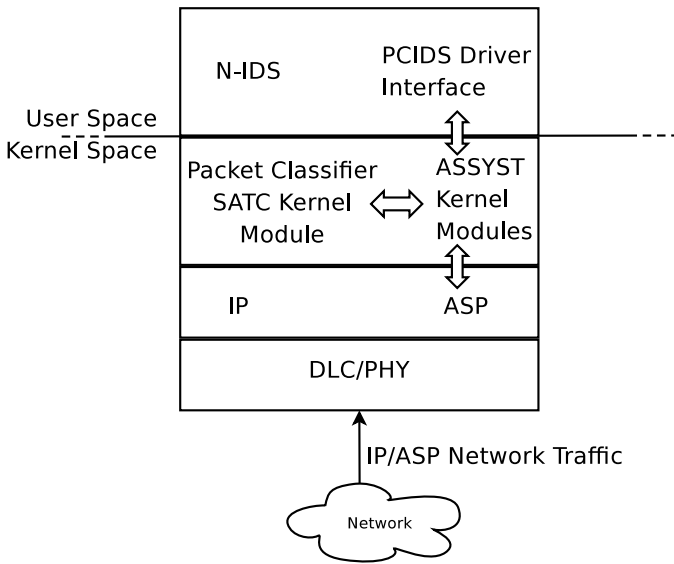 N-IDS
PCIDS Driver
Interface
User Space
Kernel Space
Packet Classifier
SATC Kernel
Module
ASSYST
Kernel
Modules
IP
ASP
DLC/PHY
IP/ASP Network Traffic
Network